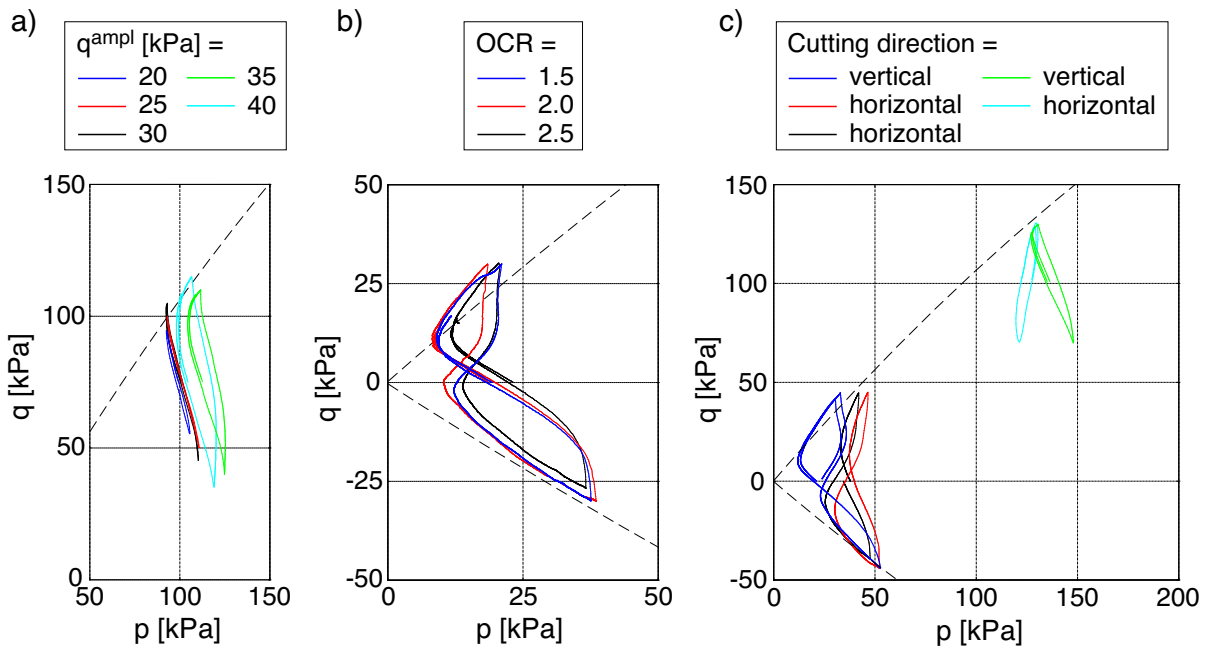 a)
q^ampl [kPa] =
20 35
25 40
30
150
100
50
0
q [kPa]
50 100 150
p [kPa]
b)
OCR =
1.5
2.0
2.5
50
25
0
-25
-50
q [kPa]
0 25 50
p [kPa]
c)
Cutting direction =
vertical vertical
horizontal horizontal
horizontal
150
100
50
0
-50
q [kPa]
0 50 100 150 200
p [kPa]